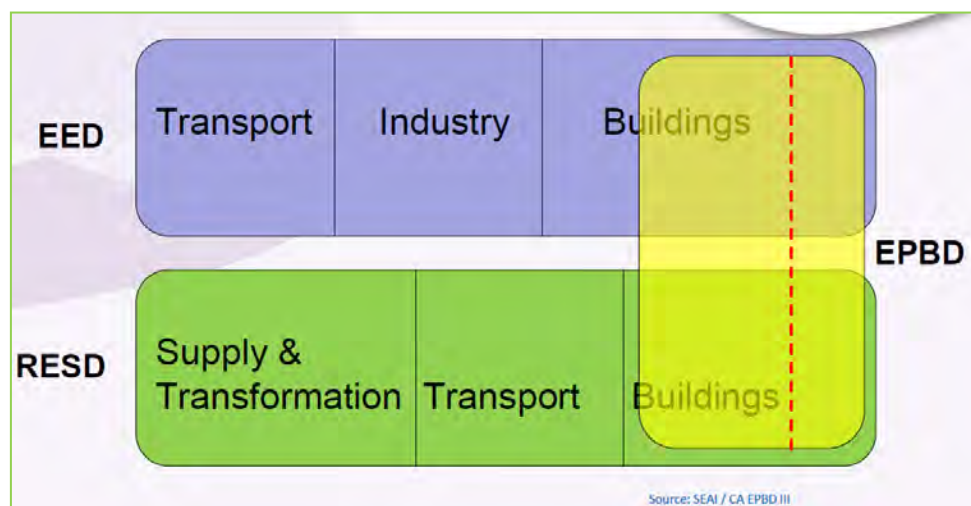 EED
Transport
Industry
Buildings
EPBD
RESD
Supply &
Transformation
Transport
Buildings
Source: SEAI / CA EPBD III